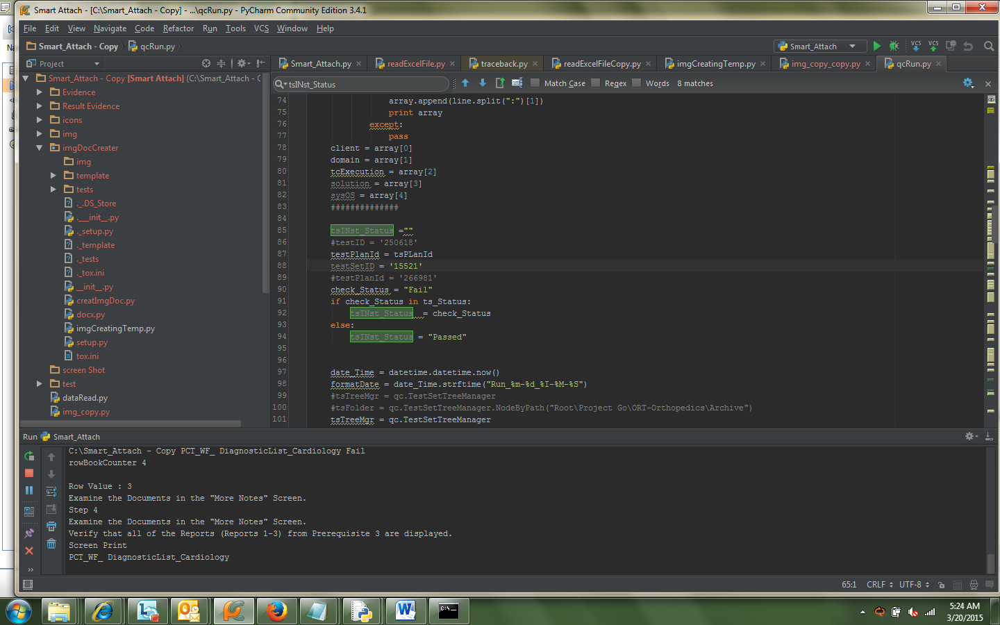 Smart Attach - [C:\Smart_Attach - Copy] - ...\qcRun.py - PyCharm Community Edition 3.4.1
File Edit View Navigate Code Refactor Run Tools VCS Window Help
Smart_Attach - Copy qcRun.py Smart_Attach VCS VCS
Project
Smart_Attach.py readExcelFile.py traceback.py readExcelFileCopy.py imgCreatingTemp.py img_copy_copy.py qcRun.py
tsINst_Status Match Case Regex Words 8 matches
Smart_Attach - Copy [Smart Attach] (C:\Smart_Attach - C
Evidence
Result Evidence
icons
img
imgDocCreater
img
template
tests
._.DS_Store
.___init__.py
._setup.py
._template
._tests
._tox.ini
__init__.py
creatImgDoc.py
docx.py
imgCreatingTemp.py
setup.py
tox.ini
screen Shot
test
dataRead.py
img_copy.py
74 array.append(line.split(":")[1])
75 print array
76 except:
77 pass
78 client = array[0]
79 domain = array[1]
80 tcExecution = array[2]
81 solution = array[3]
82 sysOS = array[4]
83 ##############
84
85 tsINst_Status =""
86 #testID = '250618'
87 testPlanId = tsPLanId
88 testSetID = '15521'
89 #testPlanId = '266981'
90 check_Status = "Fail"
91 if check_Status in ts_Status:
92 tsINst_Status = check_Status
93 else:
94 tsINst_Status = "Passed"
95
96
97 date_Time = datetime.datetime.now()
98 formatDate = date_Time.strftime("Run_%m-%d_%I-%M-%S")
99 #tsTreeMgr = qc.TestSetTreeManager
100 #tsFolder = qc.TestSetTreeManager.NodeByPath("Root\Project Go\ORT-Orthopedics\Archive")
101 tsTreeMgr = qc.TestSetTreeManager
Run Smart_Attach
C:\Smart_Attach - Copy PCT_WF_ DiagnosticList_Cardiology Fail
rowBookCounter 4
Row Value : 3
Examine the Documents in the "More Notes" Screen.
Step 4
Examine the Documents in the "More Notes" Screen.
Verify that all of the Reports (Reports 1-3) from Prerequisite 3 are displayed.
Screen Print
PCT_WF_ DiagnosticList_Cardiology
65:1 CRLF UTF-8
5:24 AM
3/20/2015